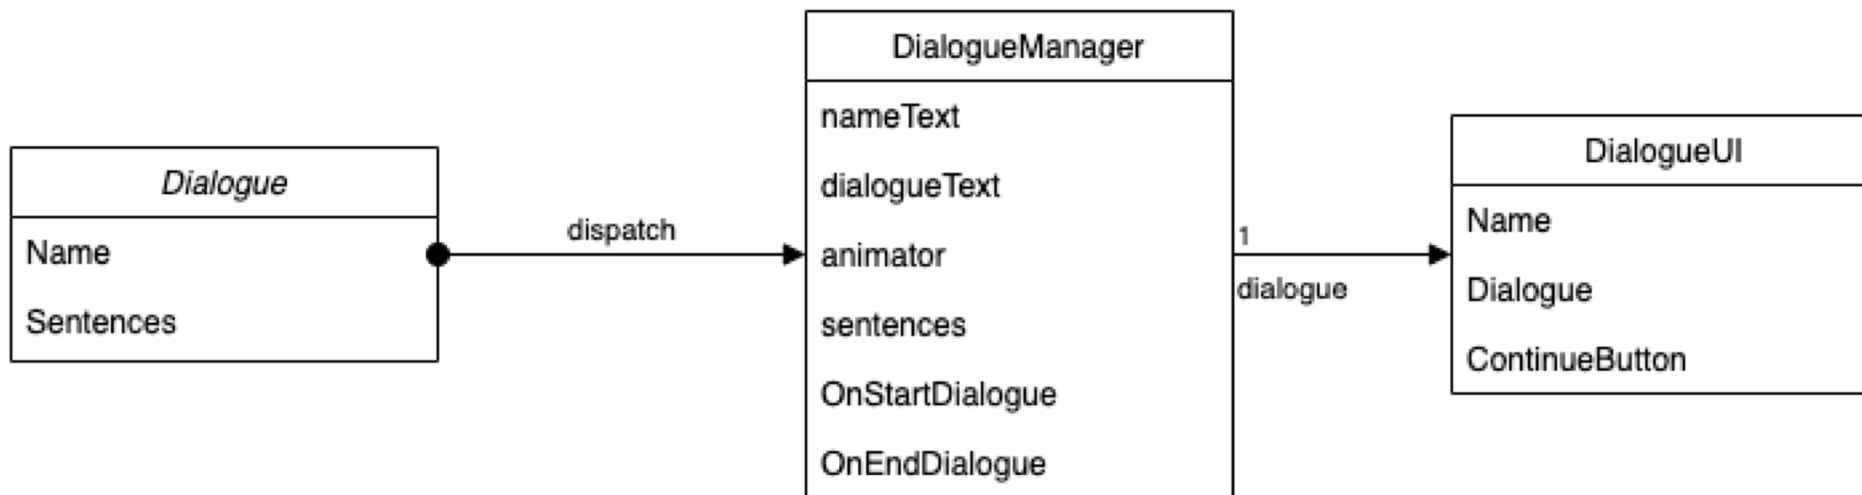 Dialogue
Name
Sentences
dispatch
DialogueManager
nameText
dialogueText
animator
sentences
OnStartDialogue
OnEndDialogue
1
dialogue
DialogueUI
Name
Dialogue
ContinueButton